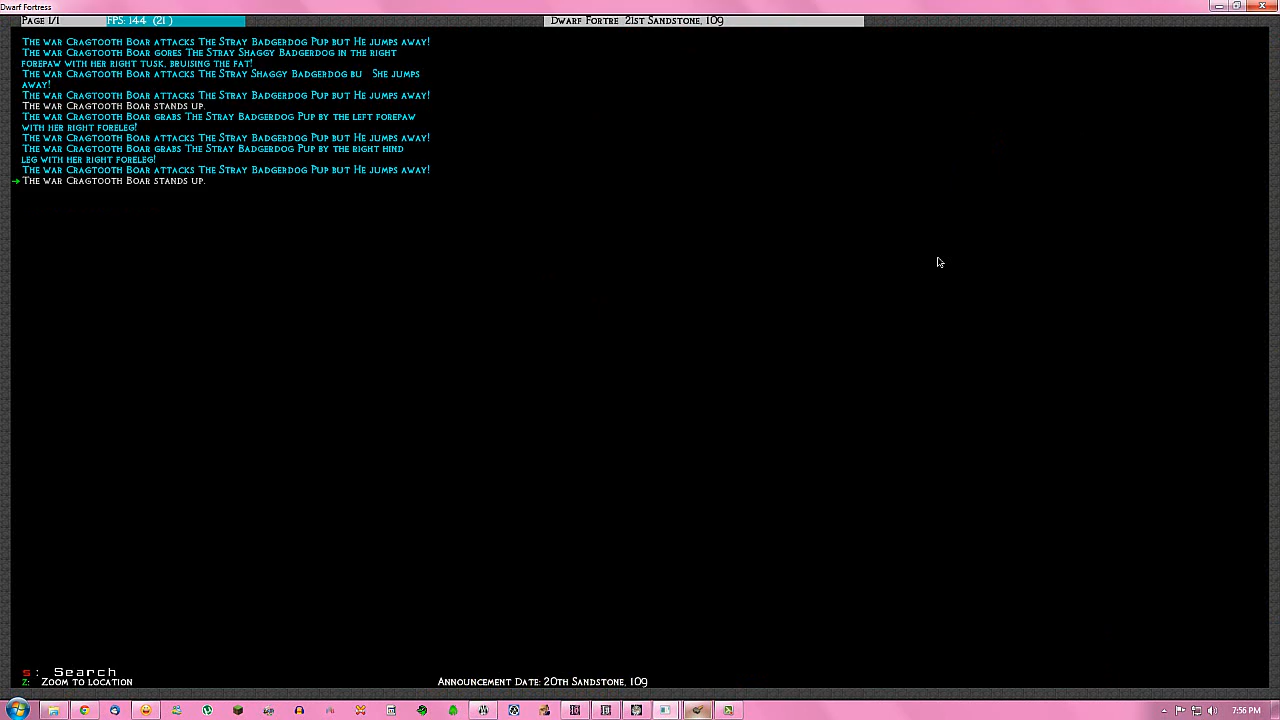 Dwarf Fortress
Page 1/1 FPS: 144 (21) Dwarf Fortre 21st Sandstone, 109
The war Cragtooth Boar attacks The Stray Badgerdog Pup but He jumps away!
The war Cragtooth Boar gores The Stray Shaggy Badgerdog in the right
forepaw with her right tusk, bruising the fat!
The war Cragtooth Boar attacks The Stray Shaggy Badgerdog bu She jumps
away!
The war Cragtooth Boar attacks The Stray Badgerdog Pup but He jumps away!
The war Cragtooth Boar stands up.
The war Cragtooth Boar grabs The Stray Badgerdog Pup by the left forepaw
with her right foreleg!
The war Cragtooth Boar attacks The Stray Badgerdog Pup but He jumps away!
The war Cragtooth Boar grabs The Stray Badgerdog Pup by the right hind
leg with her right foreleg!
The war Cragtooth Boar attacks The Stray Badgerdog Pup but He jumps away!
The war Cragtooth Boar stands up.
s: Search
z: Zoom to location Announcement Date: 20th Sandstone, 109
7:56 PM